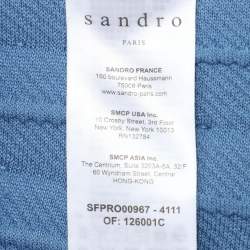 sandro
PARIS
SANDRO FRANCE
150 boulevard Haussmann
75008 Paris
www.sandro-paris.com
SMCP USA Inc.
10 Crosby Street, 3rd Floor
New York NY 10013
RN132784
SMCP ASIA Inc.
The Centrium, Suite 3203A-5A, 32/F
60 Wyndham Street, Central
HONG-KONG
SFPRO00967 - 4111
OF: 126001C